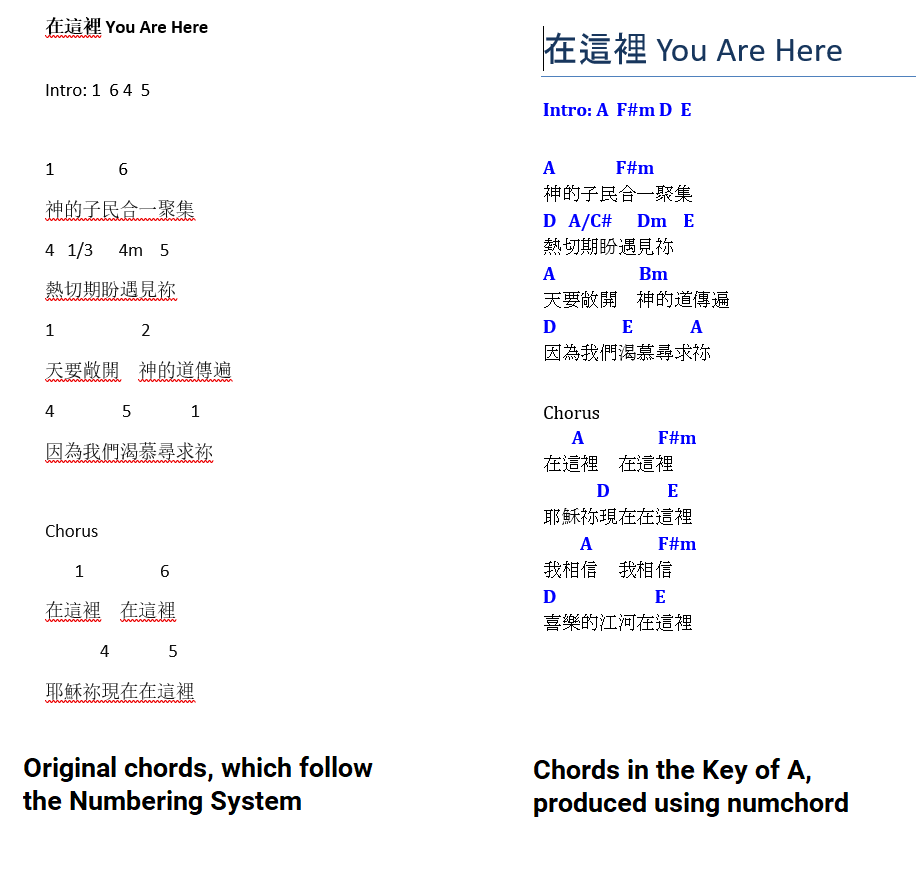 在這裡 You Are Here
Intro: 1  6 4  5
1  6
神的子民合一聚集
4  1/3  4m  5
熱切期盼遇見祢
1  2
天要敞開  神的道傳遍
4  5  1
因為我們渴慕尋求祢
Chorus
1  6
在這裡  在這裡
4  5
耶穌祢現在在這裡
Original chords, which follow
the Numbering System
在這裡 You Are Here
Intro: A  F#m D  E
A  F#m
神的子民合一聚集
D  A/C#  Dm  E
熱切期盼遇見祢
A  Bm
天要敞開  神的道傳遍
D  E  A
因為我們渴慕尋求祢
Chorus
A  F#m
在這裡  在這裡
D  E
耶穌祢現在在這裡
A  F#m
我相信  我相信
D  E
喜樂的江河在這裡
Chords in the Key of A,
produced using numchord